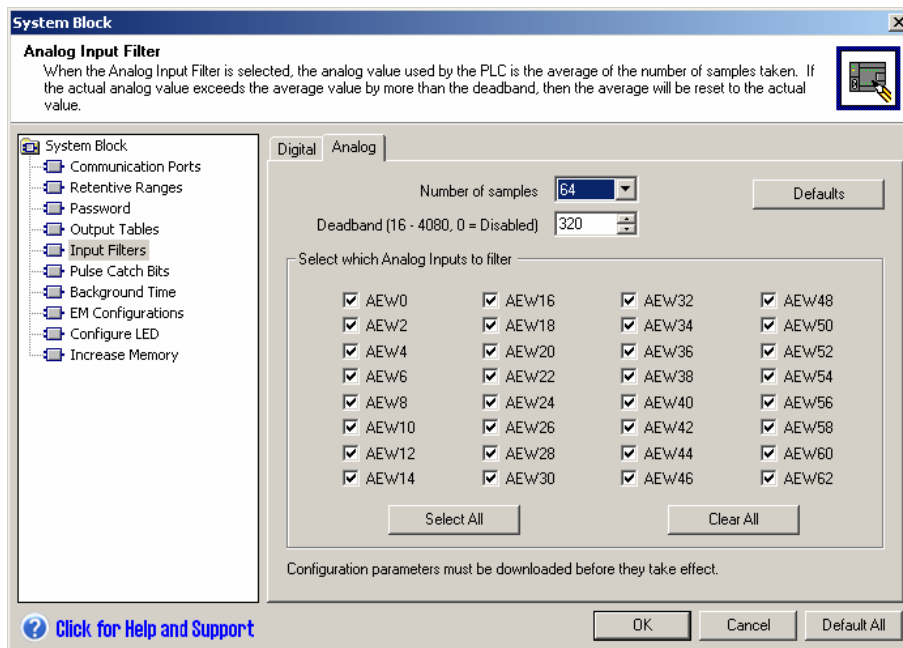 System Block
Analog Input Filter
When the Analog Input Filter is selected, the analog value used by the PLC is the average of the number of samples taken. If
the actual analog value exceeds the average value by more than the deadband, then the average will be reset to the actual
value.
System Block
Communication Ports
Retentive Ranges
Password
Output Tables
Input Filters
Pulse Catch Bits
Background Time
EM Configurations
Configure LED
Increase Memory
Digital Analog
Number of samples 64 Defaults
Deadband (16 - 4080, 0 = Disabled) 320
Select which Analog Inputs to filter
AEW0 AEW16 AEW32 AEW48
AEW2 AEW18 AEW34 AEW50
AEW4 AEW20 AEW36 AEW52
AEW6 AEW22 AEW38 AEW54
AEW8 AEW24 AEW40 AEW56
AEW10 AEW26 AEW42 AEW58
AEW12 AEW28 AEW44 AEW60
AEW14 AEW30 AEW46 AEW62
Select All Clear All
Configuration parameters must be downloaded before they take effect.
Click for Help and Support OK Cancel Default All